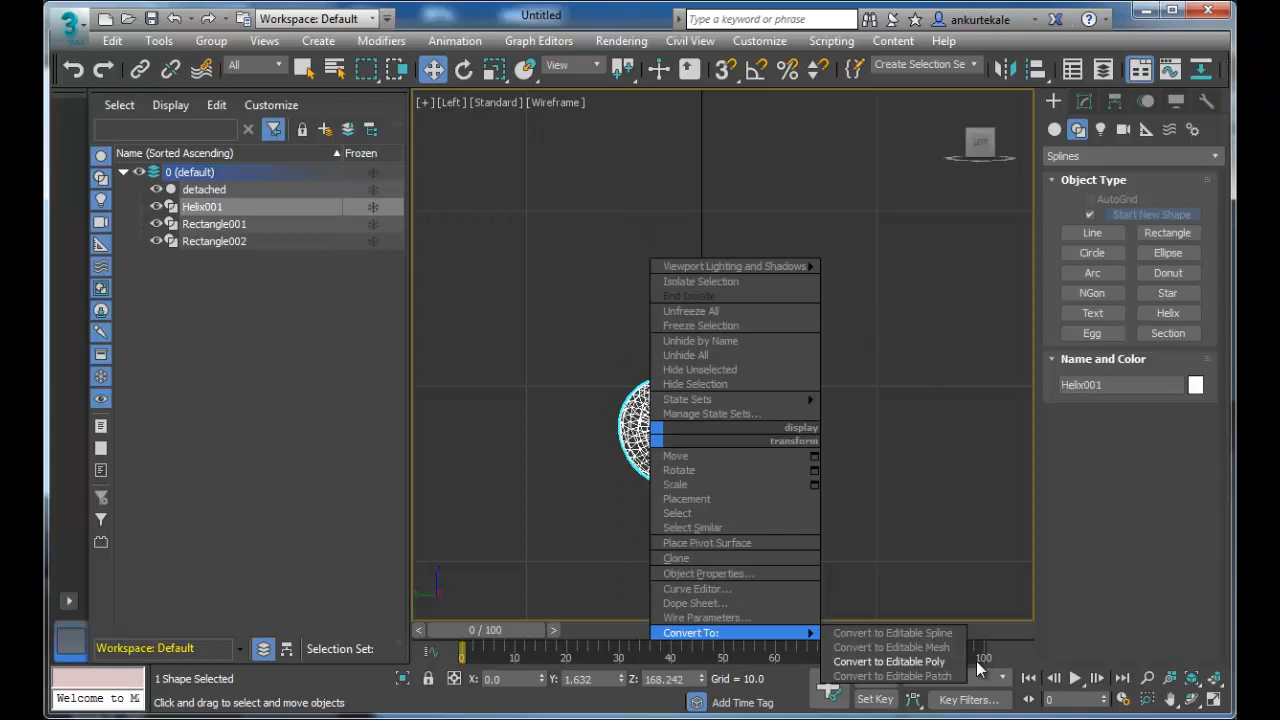 3
Workspace: Default
Untitled
Type a keyword or phrase
ankurtekale
Edit Tools Group Views Create Modifiers Animation Graph Editors Rendering Civil View Customize Scripting Content Help
All
View
Create Selection Se
Select Display Edit Customize
Name (Sorted Ascending)
Frozen
0 (default)
detached
Helix001
Rectangle001
Rectangle002
[+] [Left] [Standard] [Wireframe]
LEFT
Viewport Lighting and Shadows
Isolate Selection
End Isolate
Unfreeze All
Freeze Selection
Unhide by Name
Unhide All
Hide Unselected
Hide Selection
State Sets
Manage State Sets...
display
transform
Move
Rotate
Scale
Placement
Select
Select Similar
Place Pivot Surface
Clone
Object Properties...
Curve Editor...
Dope Sheet...
Wire Parameters...
Convert To:
Convert to Editable Spline
Convert to Editable Mesh
Convert to Editable Poly
Convert to Editable Patch
Splines
Object Type
AutoGrid
Start New Shape
Line Rectangle
Circle Ellipse
Arc Donut
NGon Star
Text Helix
Egg Section
Name and Color
Helix001
0 / 100
Workspace: Default
Selection Set:
0 10 20 30 40 50 60 100
1 Shape Selected
X: 0.0 Y: 1.632 Z: 168.242 Grid = 10.0
Welcome to M
Click and drag to select and move objects
Add Time Tag
Set Key
Key Filters...
0